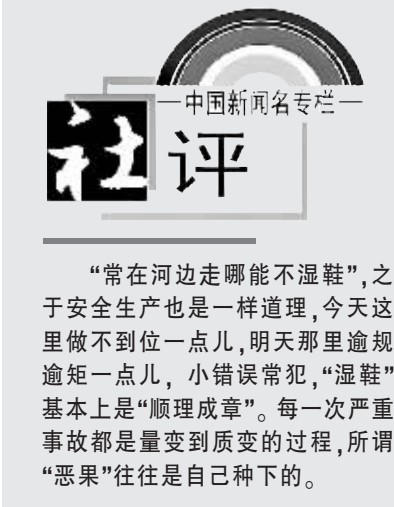 —中国新闻名专栏—
社评
“常在河边走哪能不湿鞋”,之
于安全生产也是一样道理,今天这
里做不到位一点儿,明天那里逾规
逾矩一点儿,小错误常犯,“湿鞋”
基本上是“顺理成章”。每一次严重
事故都是量变到质变的过程,所谓
“恶果”往往是自己种下的。